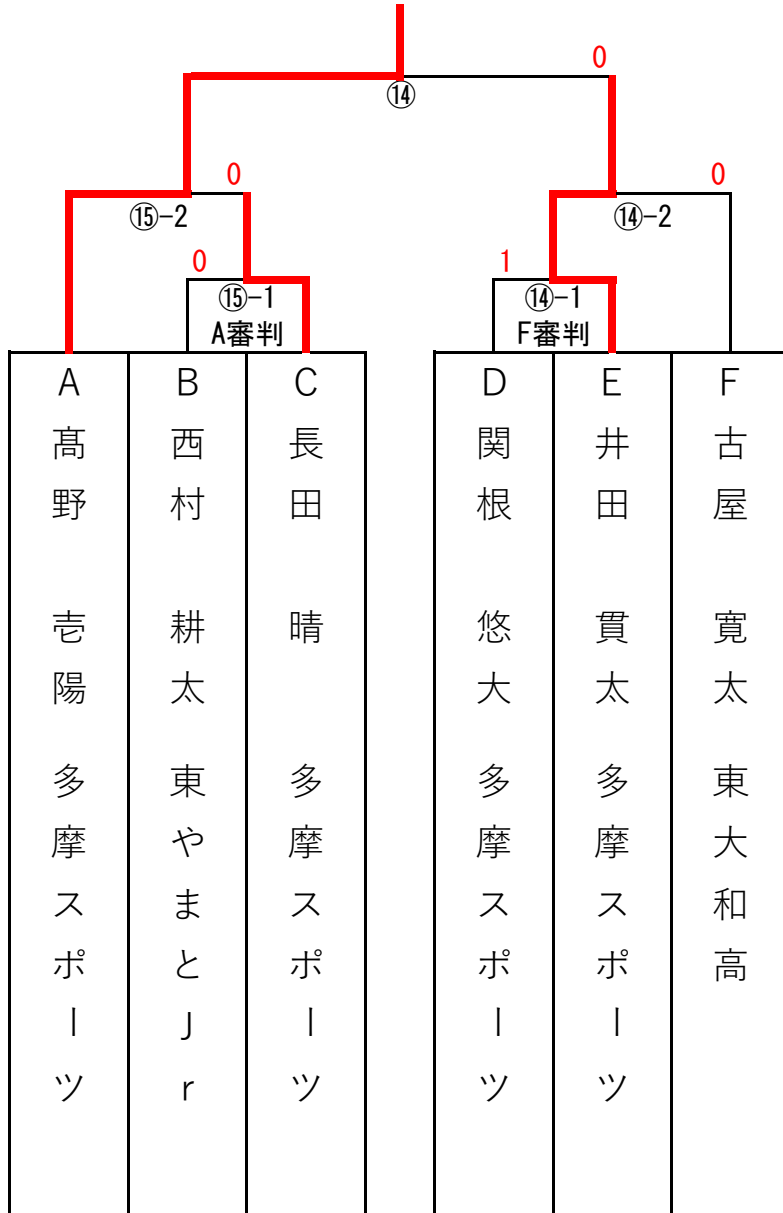 0
⑭
0
0
⑮-2
⑭-2
0
1
⑮-1
A審判
⑭-1
F審判
A
髙野 壱陽
多摩スポーツ
B
西村 耕太
東やまとJr
C
長田 晴
多摩スポーツ
D
関根 悠大
多摩スポーツ
E
井田 貫太
多摩スポーツ
F
古屋 寛太
東大和高